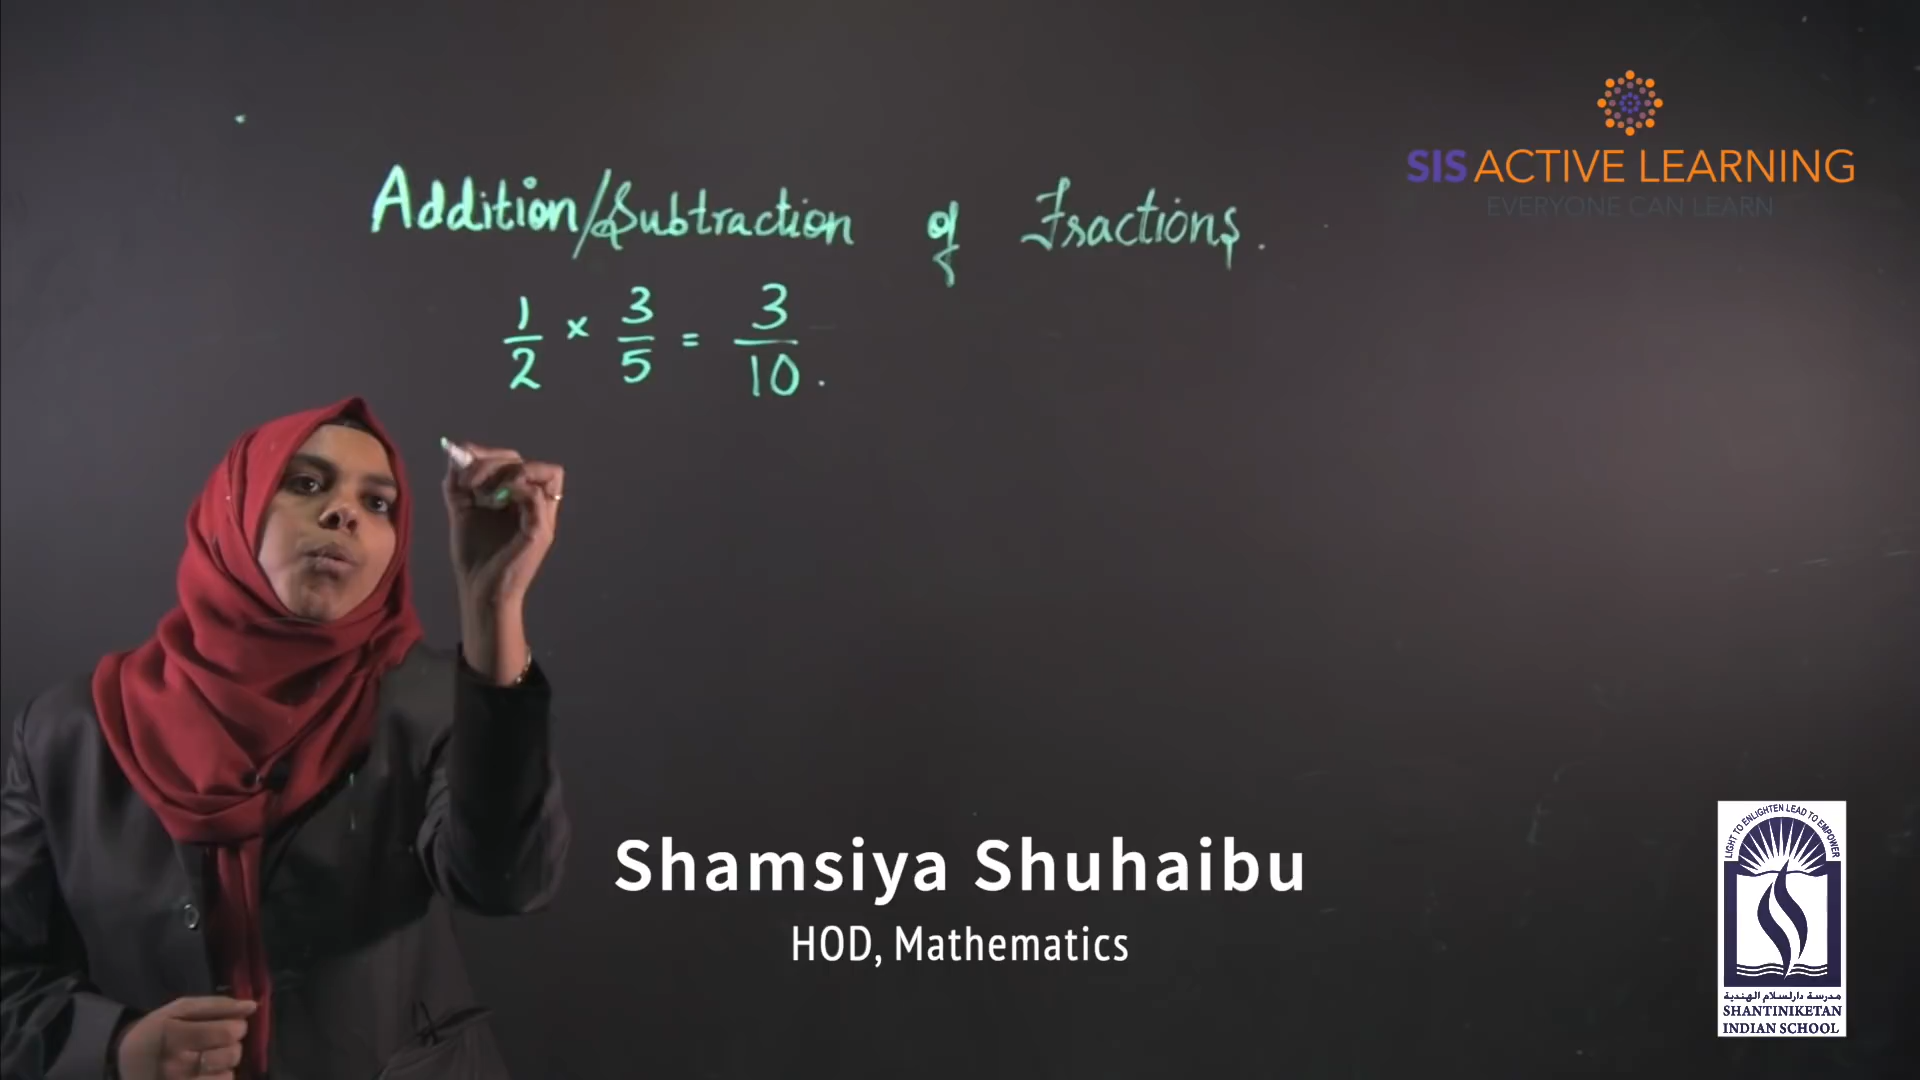 SIS ACTIVE LEARNING
EVERYONE CAN LEARN
Addition/Subtraction of Fractions.
1/2 × 3/5 = 3/10.
Shamsiya Shuhaibu
HOD, Mathematics
LIGHT TO ENLIGHTEN LEAD TO EMPOWER
مدرسة دارلسلام الهندية
SHANTINIKETAN
INDIAN SCHOOL